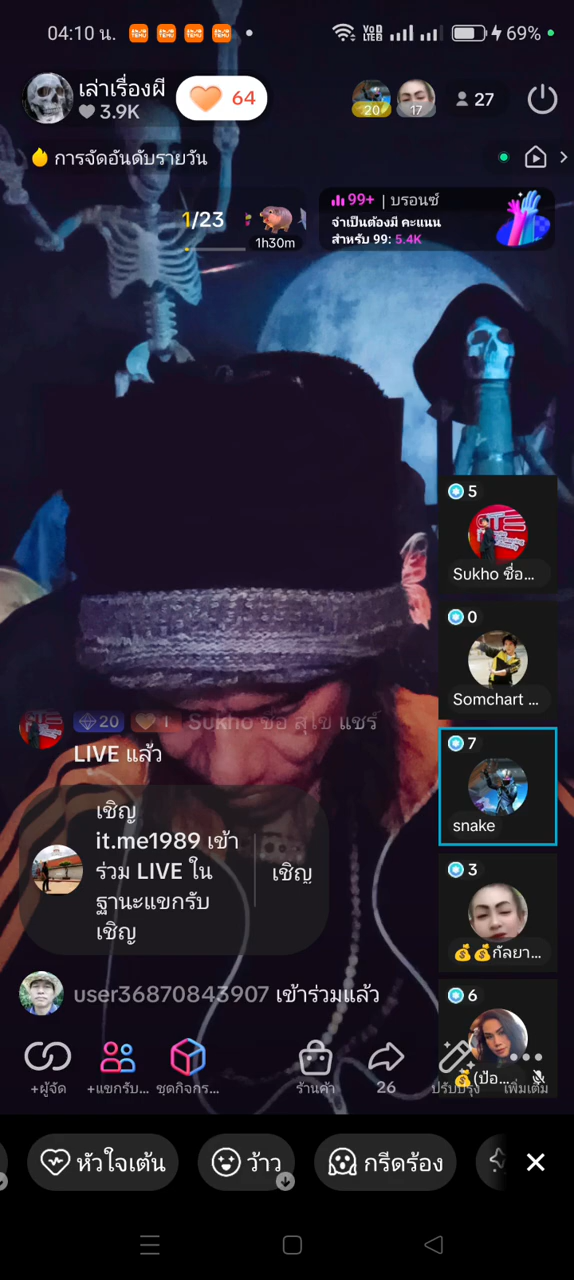 04:10 น.
VoD LTE2
69%
เล่าเรื่องผี
3.9K
64
20
17
27
การจัดอันดับรายวัน
1/23
1h30m
99+ | บรอนซ์
จำเป็นต้องมี คะแนน
สำหรับ 99: 5.4K
5
Sukho ชื่อ...
0
Somchart ...
7
snake
3
💰💰กัลยา...
6
💰(ป้อ...
20 1 Sukho ชื่อ สุโข แชร์
LIVE แล้ว
เชิญ
it.me1989 เข้า
ร่วม LIVE ใน
ฐานะแขกรับ
เชิญ
เชิญ
user36870843907 เข้าร่วมแล้ว
+ผู้จัด
+แขกรับ...
ชุดกิจกร...
ร้านค้า
26
ปรับปรุง
เพิ่มเติม
หัวใจเต้น
ว้าว
กรีดร้อง